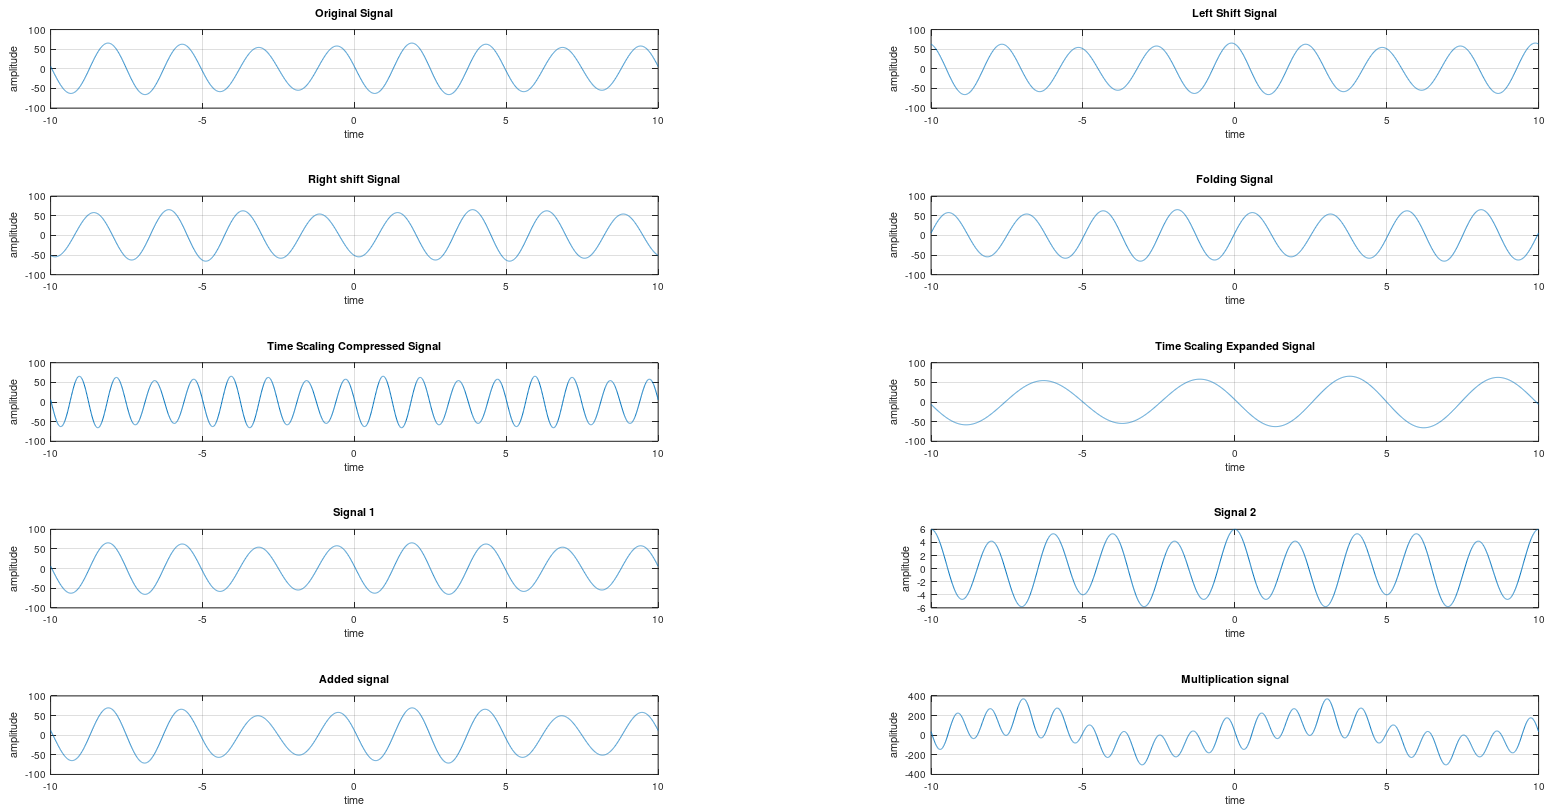 Original Signal
100
50
0
-50
-100
amplitude
-10 -5 0 5 10
time
Left Shift Signal
100
50
0
-50
-100
amplitude
-10 -5 0 5 10
time
Right shift Signal
100
50
0
-50
-100
amplitude
-10 -5 0 5 10
time
Folding Signal
100
50
0
-50
-100
amplitude
-10 -5 0 5 10
time
Time Scaling Compressed Signal
100
50
0
-50
-100
amplitude
-10 -5 0 5 10
time
Time Scaling Expanded Signal
100
50
0
-50
-100
amplitude
-10 -5 0 5 10
time
Signal 1
100
50
0
-50
-100
amplitude
-10 -5 0 5 10
time
Signal 2
6
4
2
0
-2
-4
-6
amplitude
-10 -5 0 5 10
time
Added signal
100
50
0
-50
-100
amplitude
-10 -5 0 5 10
time
Multiplication signal
400
200
0
-200
-400
amplitude
-10 -5 0 5 10
time